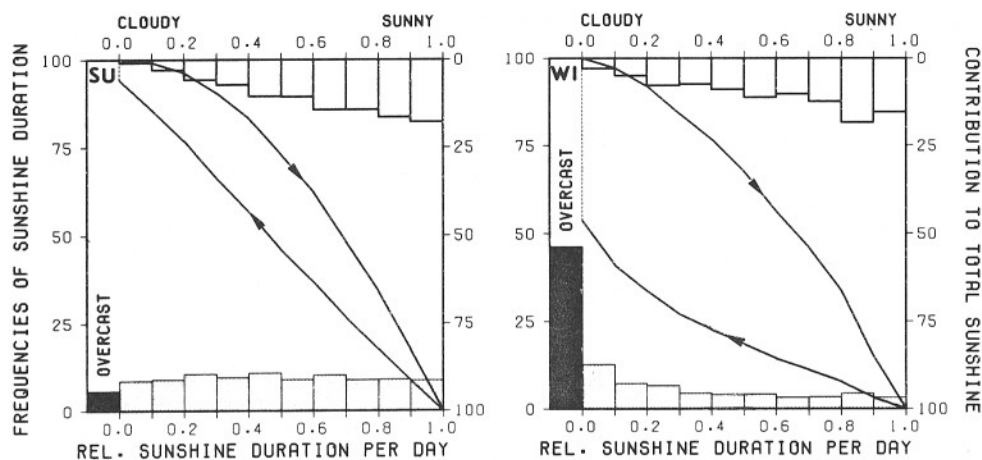 CLOUDY SUNNY
0.0 0.2 0.4 0.6 0.8 1.0
100 SU 0
75 25
50 50
25 75
0 100
OVERCAST
0.0 0.2 0.4 0.6 0.8 1.0
REL. SUNSHINE DURATION PER DAY
FREQUENCIES OF SUNSHINE DURATION
CLOUDY SUNNY
0.0 0.2 0.4 0.6 0.8 1.0
100 WI 0
75 25
50 50
25 75
0 100
OVERCAST
0.0 0.2 0.4 0.6 0.8 1.0
REL. SUNSHINE DURATION PER DAY
CONTRIBUTION TO TOTAL SUNSHINE